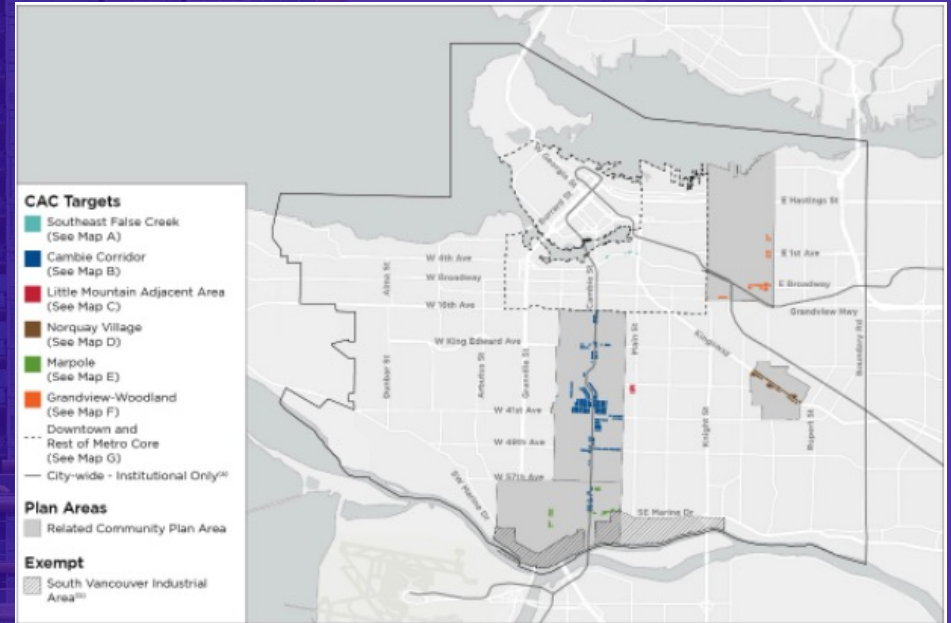 CAC Targets
Southeast False Creek
(See Map A)
Cambie Corridor
(See Map B)
Little Mountain Adjacent Area
(See Map C)
Norquay Village
(See Map D)
Marpole
(See Map E)
Grandview-Woodland
(See Map F)
Downtown and
Rest of Metro Core
(See Map G)
City-wide - Institutional Only
Plan Areas
Related Community Plan Area
Exempt
South Vancouver Industrial
Area
W Georgia St
Burrard St
E Hastings St
W 4th Ave
E 1st Ave
Alma St
W Broadway
Cambie St
E Broadway
W 16th Ave
Grandview Hwy
Main St
Kingsway
Boundary Rd
W King Edward Ave
Dunbar St
Arbutus St
Granville St
W 41st Ave
Knight St
Rupert St
W 49th Ave
W 57th Ave
SW Marine Dr
SE Marine Dr